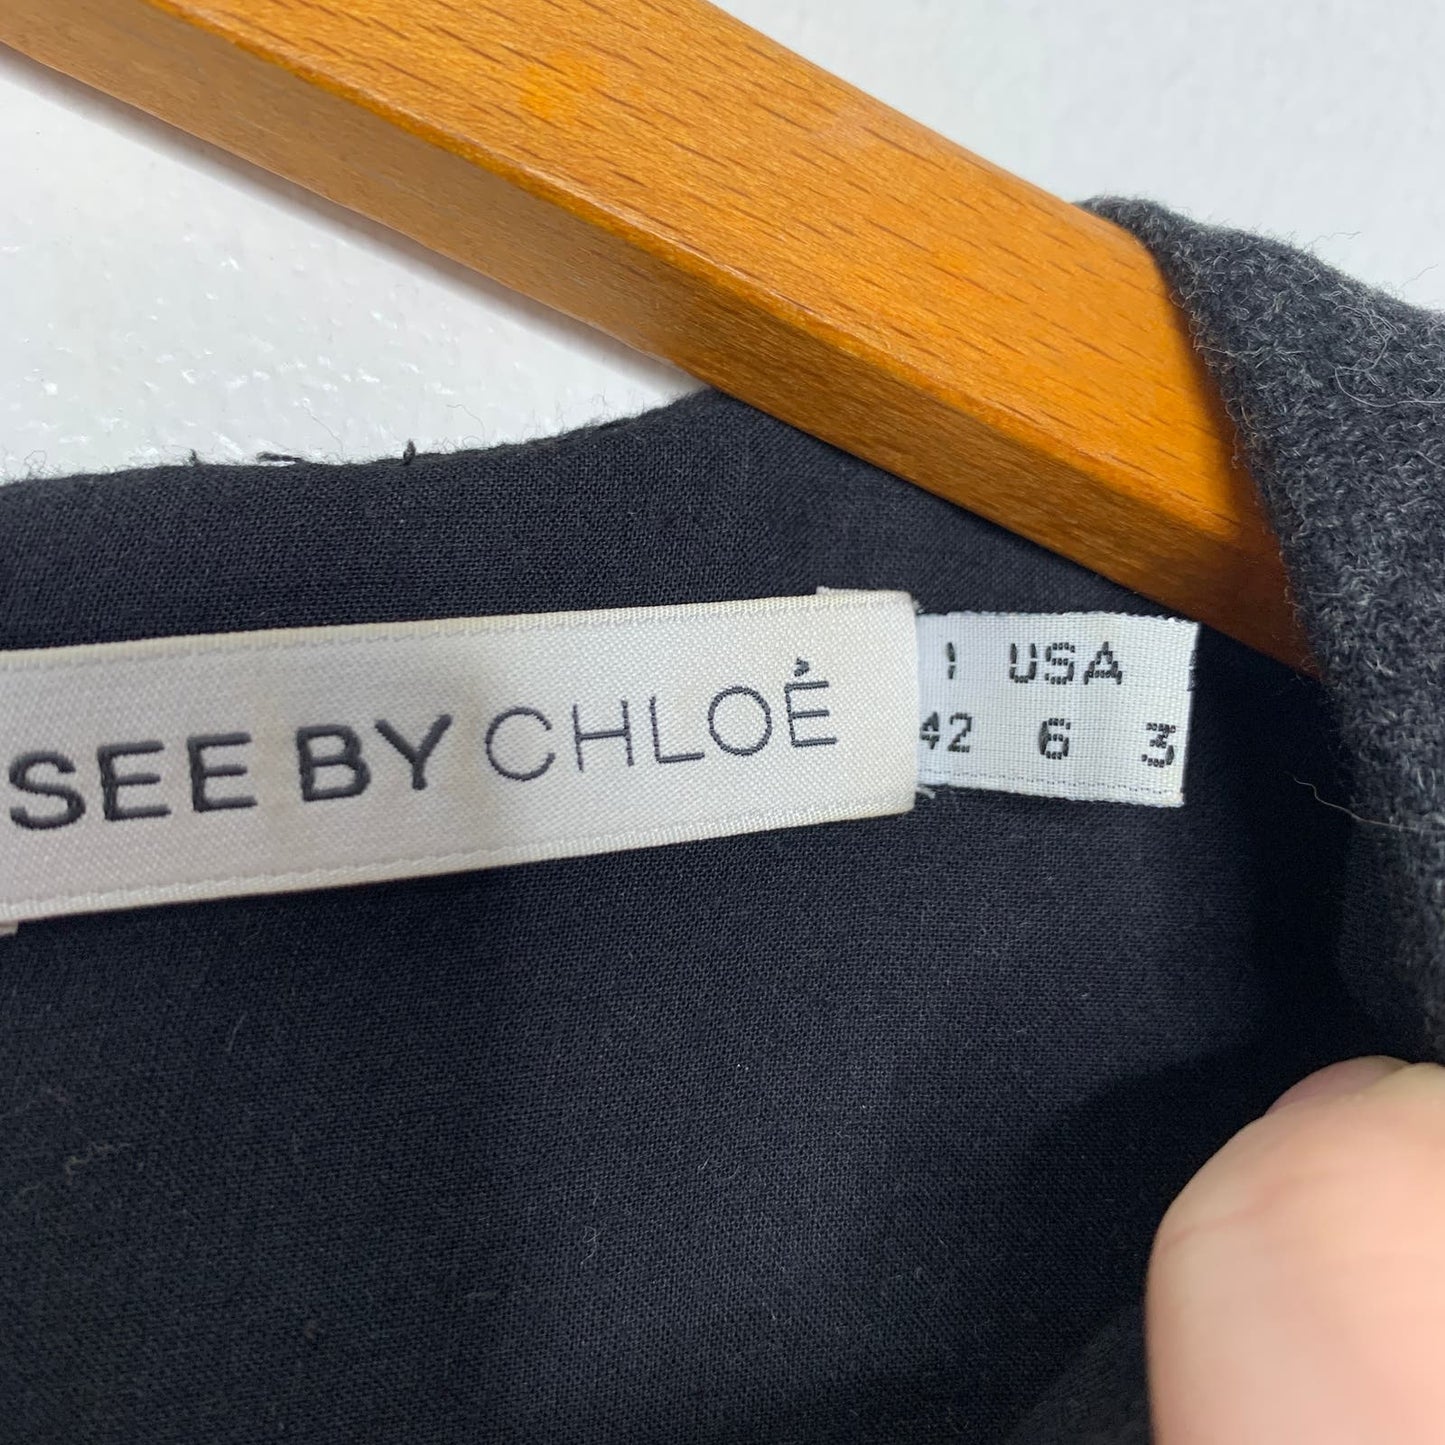 SEE BY CHLOÉ
I USA
42 6 3